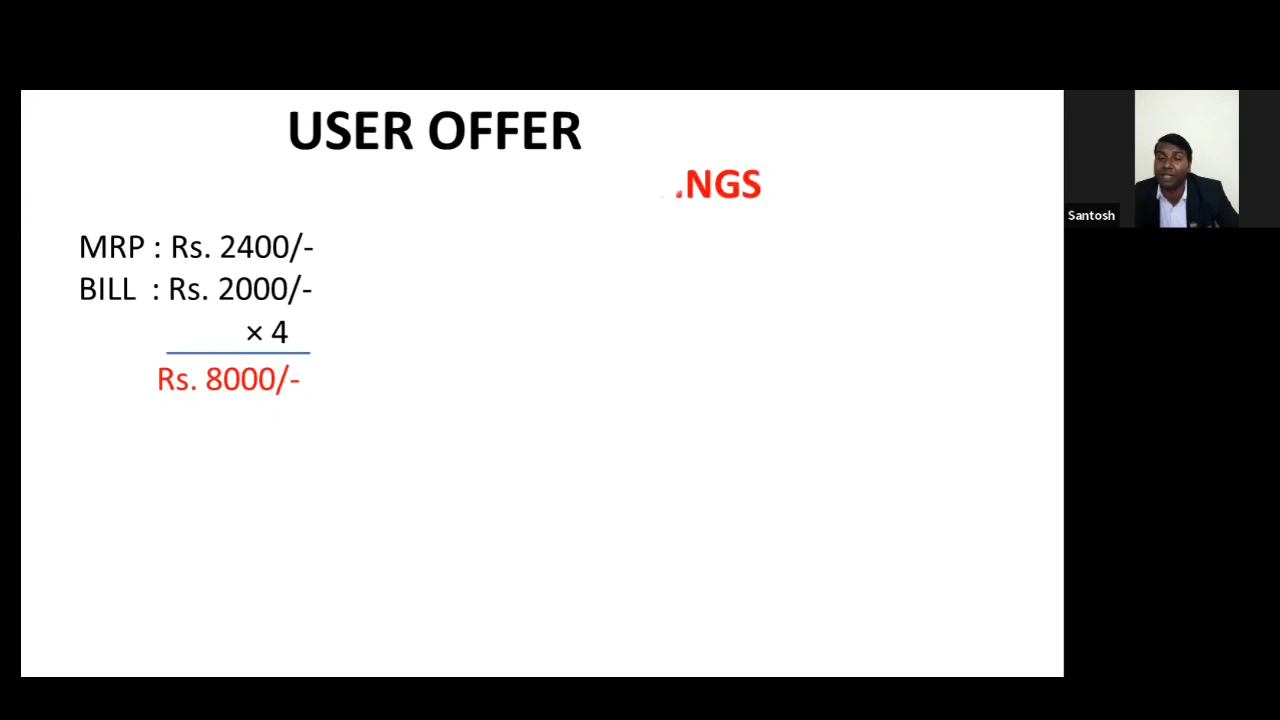 USER OFFER
NGS
MRP : Rs. 2400/-
BILL : Rs. 2000/-
× 4
Rs. 8000/-
Santosh